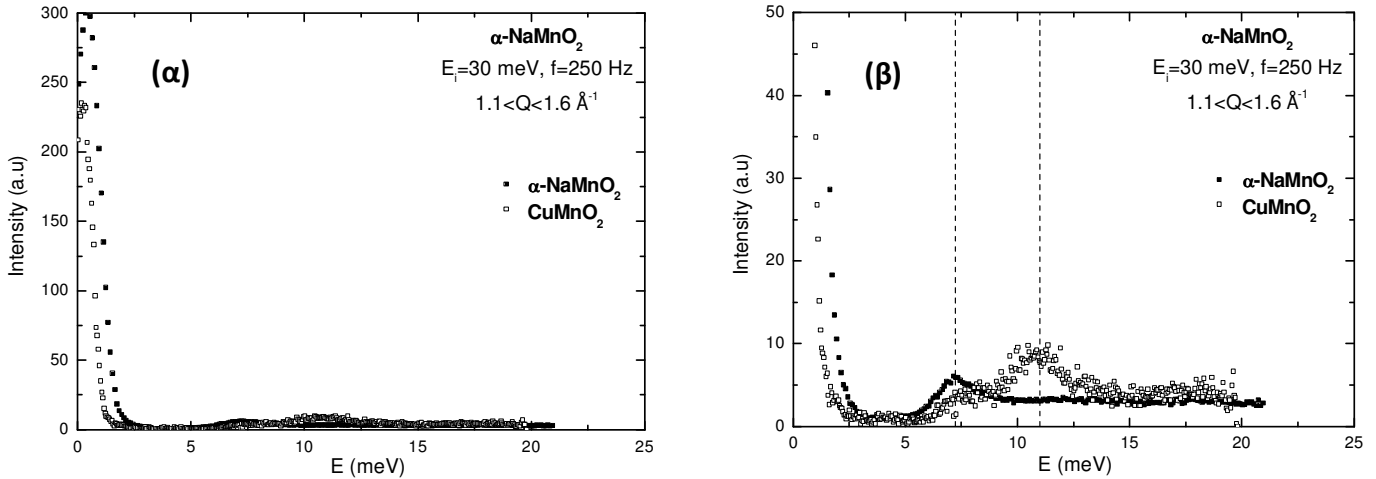 300
250
200
150
100
50
0
Intensity (a.u)
(α)
α-NaMnO₂
Eᵢ=30 meV, f=250 Hz
1.1<Q<1.6 Å⁻¹
α-NaMnO₂
CuMnO₂
0 5 10 15 20 25
E (meV)
50
40
30
20
10
0
Intensity (a.u)
(β)
α-NaMnO₂
Eᵢ=30 meV, f=250 Hz
1.1<Q<1.6 Å⁻¹
α-NaMnO₂
CuMnO₂
0 5 10 15 20 25
E (meV)